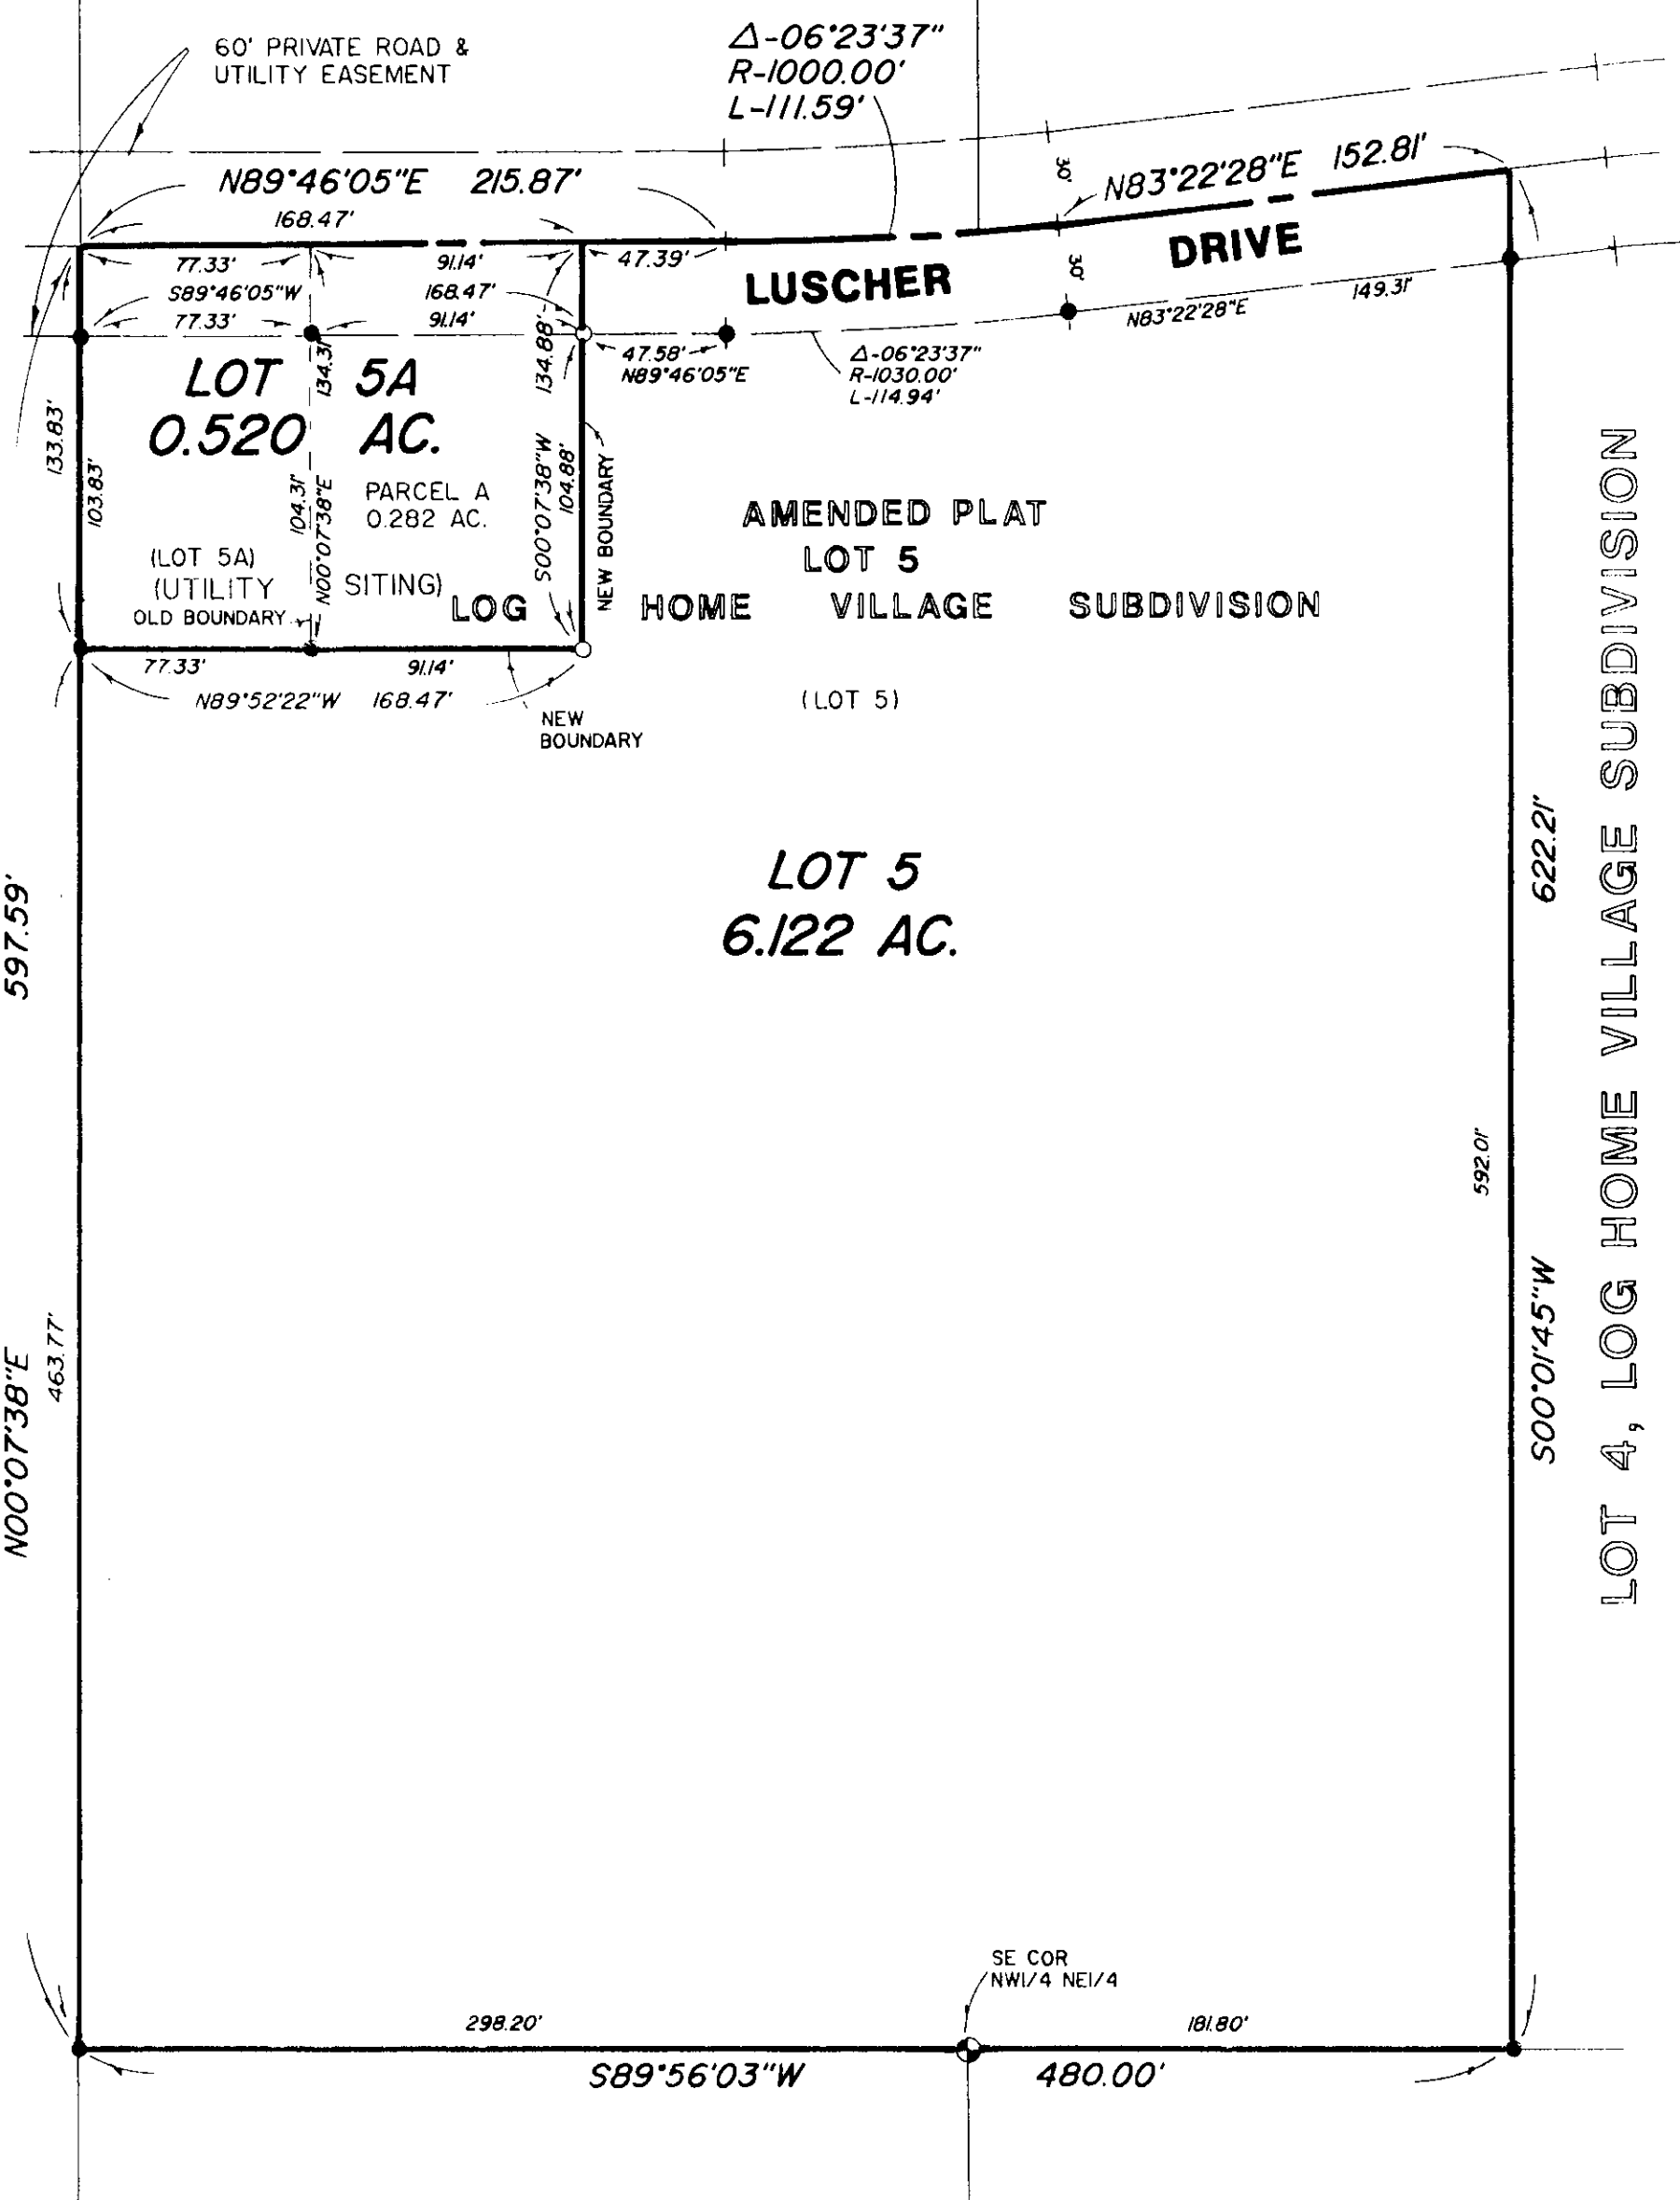 60' PRIVATE ROAD &
UTILITY EASEMENT
Δ-06°23'37"
R-1000.00'
L-111.59'
N89°46'05"E 215.87'
168.47'
N83°22'28"E 152.81'
30'
30'
LUSCHER DRIVE
77.33'
91.14'
47.39'
S89°46'05"W
168.47'
77.33'
91.14'
47.58'
N89°46'05"E
Δ-06°23'37"
R-1030.00'
L-114.94'
N83°22'28"E
149.31'
LOT 5A
0.520 AC.
134.31'
134.88'
133.83'
103.83'
104.31'
N00°07'38"E
PARCEL A
0.282 AC.
S00°07'38"W
104.88'
NEW BOUNDARY
(LOT 5A)
(UTILITY SITING)
OLD BOUNDARY
AMENDED PLAT
LOT 5
LOG HOME VILLAGE SUBDIVISION
77.33'
91.14'
N89°52'22"W 168.47'
NEW
BOUNDARY
(LOT 5)
LOT 5
6.122 AC.
597.59'
N00°07'38"E
463.77'
622.21'
S00°01'45"W
592.01'
LOT 4, LOG HOME VILLAGE SUBDIVISION
SE COR
NW1/4 NE1/4
298.20'
181.80'
S89°56'03"W 480.00'